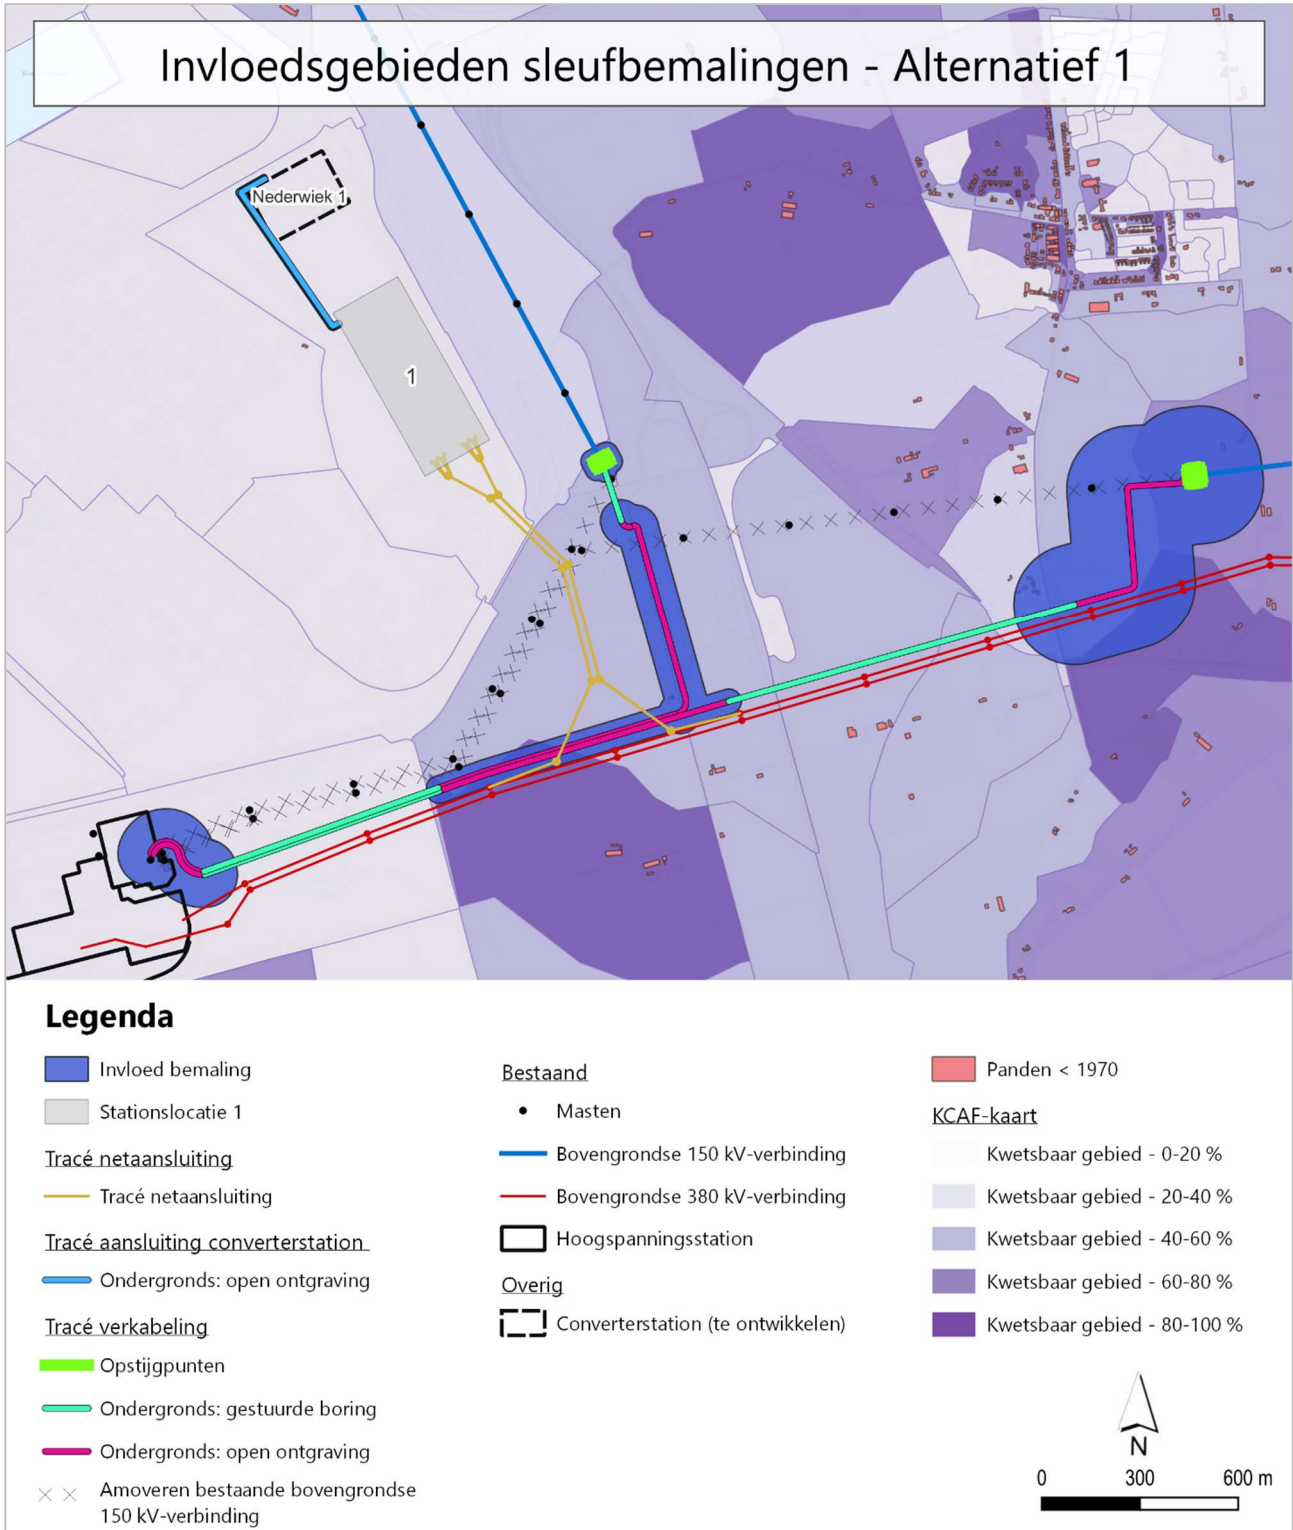 Invloedsgebieden sleufbemalingen - Alternatief 1
Nederwiek 1
1
Legenda
Invloed bemaling
Stationslocatie 1
Tracé netaansluiting
Tracé netaansluiting
Tracé aansluiting converterstation
Ondergronds: open ontgraving
Tracé verkabeling
Opstijgpunten
Ondergronds: gestuurde boring
Ondergronds: open ontgraving
Amoveren bestaande bovengrondse
150 kV-verbinding
Bestaand
Masten
Bovengrondse 150 kV-verbinding
Bovengrondse 380 kV-verbinding
Hoogspanningsstation
Overig
Converterstation (te ontwikkelen)
Panden < 1970
KCAF-kaart
Kwetsbaar gebied - 0-20 %
Kwetsbaar gebied - 20-40 %
Kwetsbaar gebied - 40-60 %
Kwetsbaar gebied - 60-80 %
Kwetsbaar gebied - 80-100 %
N
0 300 600 m